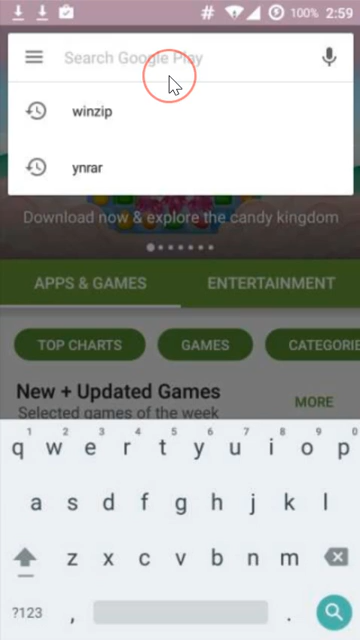 # 100% 2:59
Search Google Play
winzip
ynrar
Download now & explore the candy kingdom
APPS & GAMES ENTERTAINMENT
TOP CHARTS GAMES CATEGORIE
New + Updated Games
MORE
Selected games of the week
1 2 3 4 5 6 7 8 9 0
q w e r t y u i o p
a s d f g h j k l
z x c v b n m
?123 , .